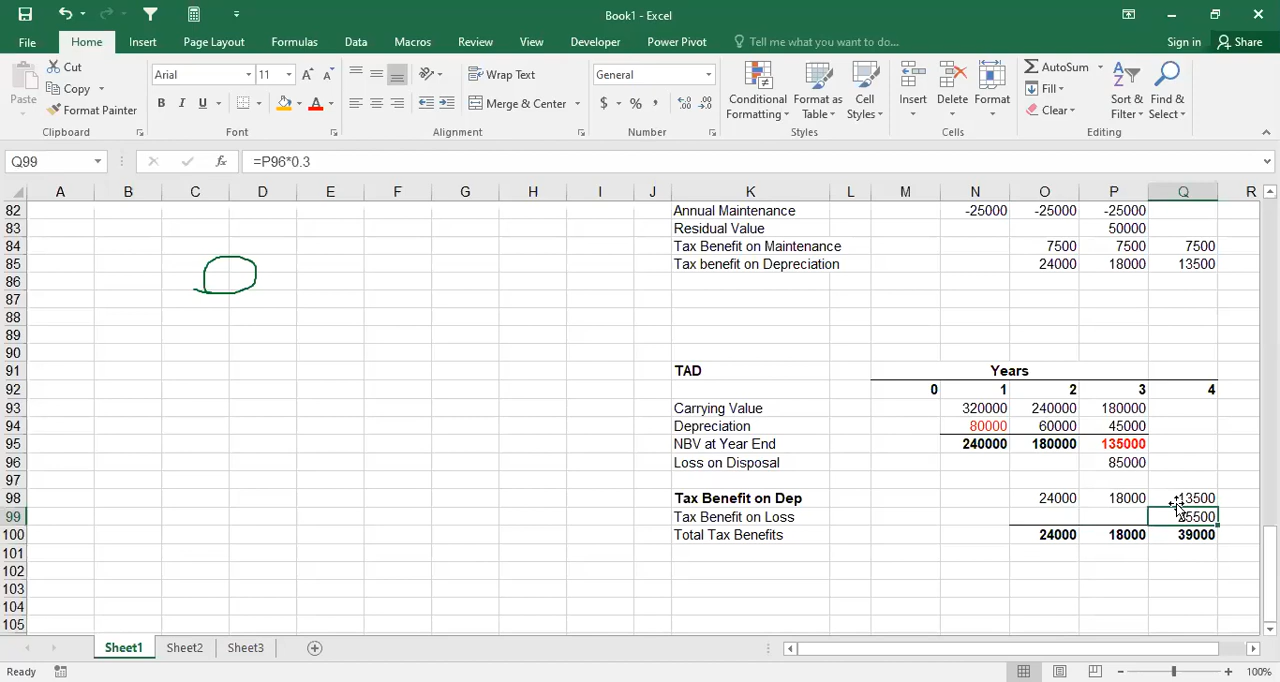 Book1 - Excel
File Home Insert Page Layout Formulas Data Macros Review View Developer Power Pivot Tell me what you want to do... Sign in Share
Paste Cut Copy Format Painter Clipboard
Arial 11 B I U A Font
Wrap Text Merge & Center Alignment
General $ % , Number
Conditional Formatting Format as Table Cell Styles Styles
Insert Delete Format Cells
AutoSum Fill Clear Sort & Filter Find & Select Editing
Q99 fx =P96*0.3
A B C D E F G H I J K L M N O P Q R
82 Annual Maintenance -25000 -25000 -25000
83 Residual Value 50000
84 Tax Benefit on Maintenance 7500 7500 7500
85 Tax benefit on Depreciation 24000 18000 13500
86
87
88
89
90
91 TAD Years
92 0 1 2 3 4
93 Carrying Value 320000 240000 180000
94 Depreciation 80000 60000 45000
95 NBV at Year End 240000 180000 135000
96 Loss on Disposal 85000
97
98 Tax Benefit on Dep 24000 18000 13500
99 Tax Benefit on Loss 25500
100 Total Tax Benefits 24000 18000 39000
101
102
103
104
105
Sheet1 Sheet2 Sheet3
Ready 100%